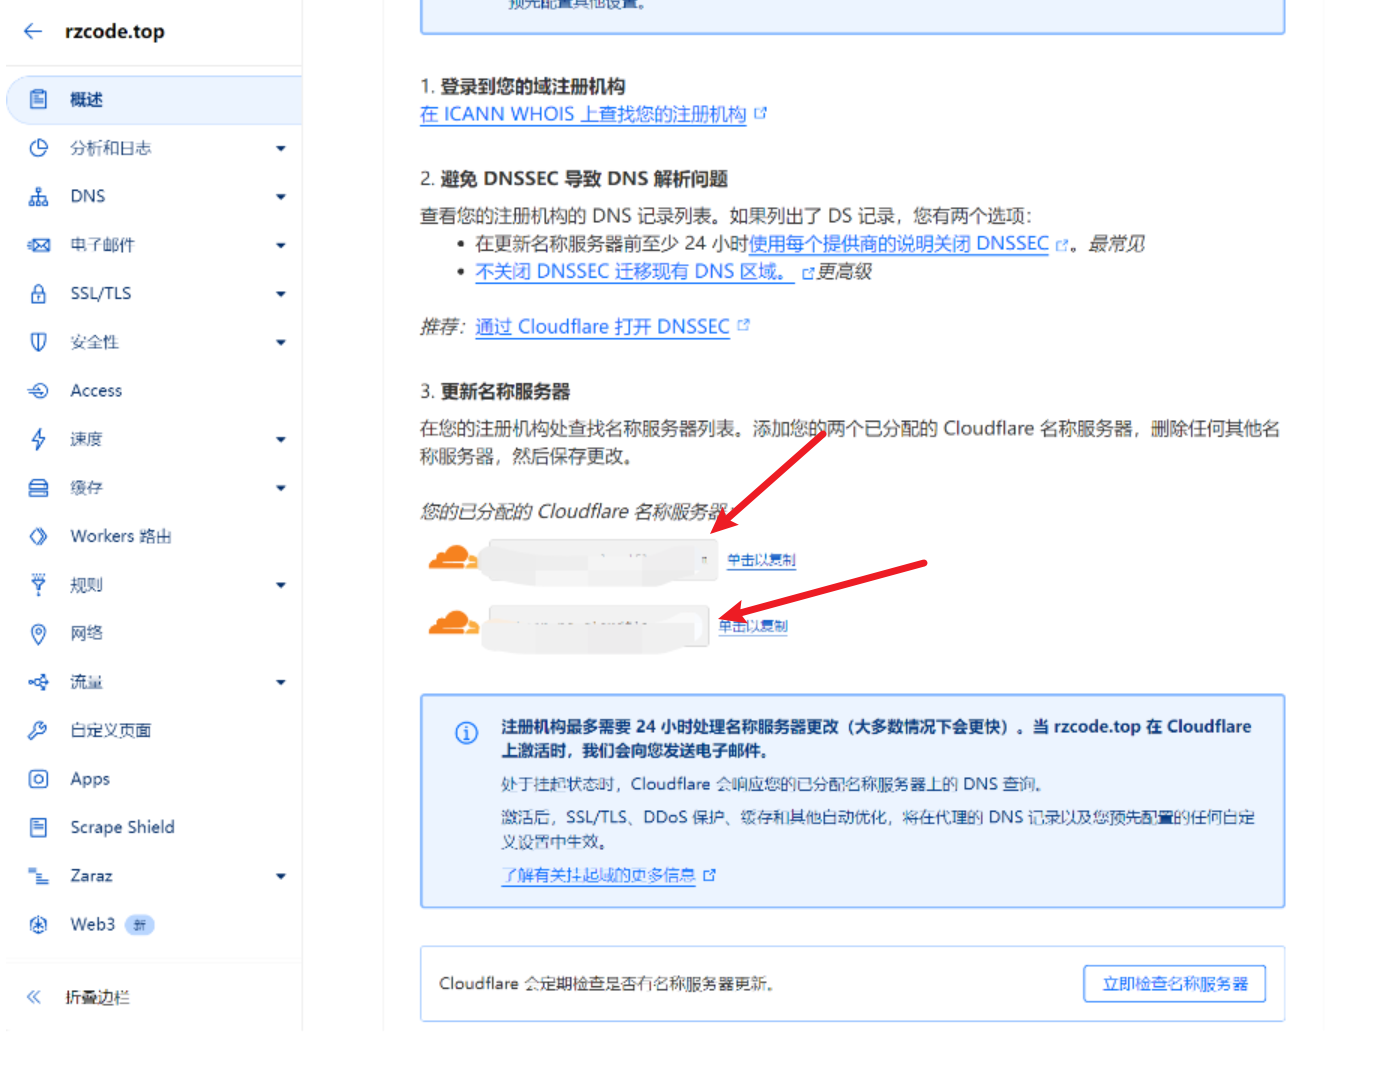 rzcode.top
概述
分析和日志
DNS
电子邮件
SSL/TLS
安全性
Access
速度
缓存
Workers 路由
规则
网络
流量
自定义页面
Apps
Scrape Shield
Zaraz
Web3 新
折叠边栏
预先配置其他设置。
1. 登录到您的域注册机构
在 ICANN WHOIS 上查找您的注册机构
2. 避免 DNSSEC 导致 DNS 解析问题
查看您的注册机构的 DNS 记录列表。如果列出了 DS 记录，您有两个选项：
• 在更新名称服务器前至少 24 小时使用每个提供商的说明关闭 DNSSEC 。最常见
• 不关闭 DNSSEC 迁移现有 DNS 区域。 更高级
推荐：通过 Cloudflare 打开 DNSSEC
3. 更新名称服务器
在您的注册机构处查找名称服务器列表。添加您的两个已分配的 Cloudflare 名称服务器，删除任何其他名
称服务器，然后保存更改。
您的已分配的 Cloudflare 名称服务器
单击以复制
单击以复制
注册机构最多需要 24 小时处理名称服务器更改（大多数情况下会更快）。当 rzcode.top 在 Cloudflare
上激活时，我们会向您发送电子邮件。
处于挂起状态时，Cloudflare 会响应您的已分配名称服务器上的 DNS 查询。
激活后，SSL/TLS、DDoS 保护、缓存和其他自动优化，将在代理的 DNS 记录以及您预先配置的任何自定
义设置中生效。
了解有关挂起域的更多信息
Cloudflare 会定期检查是否有名称服务器更新。
立即检查名称服务器